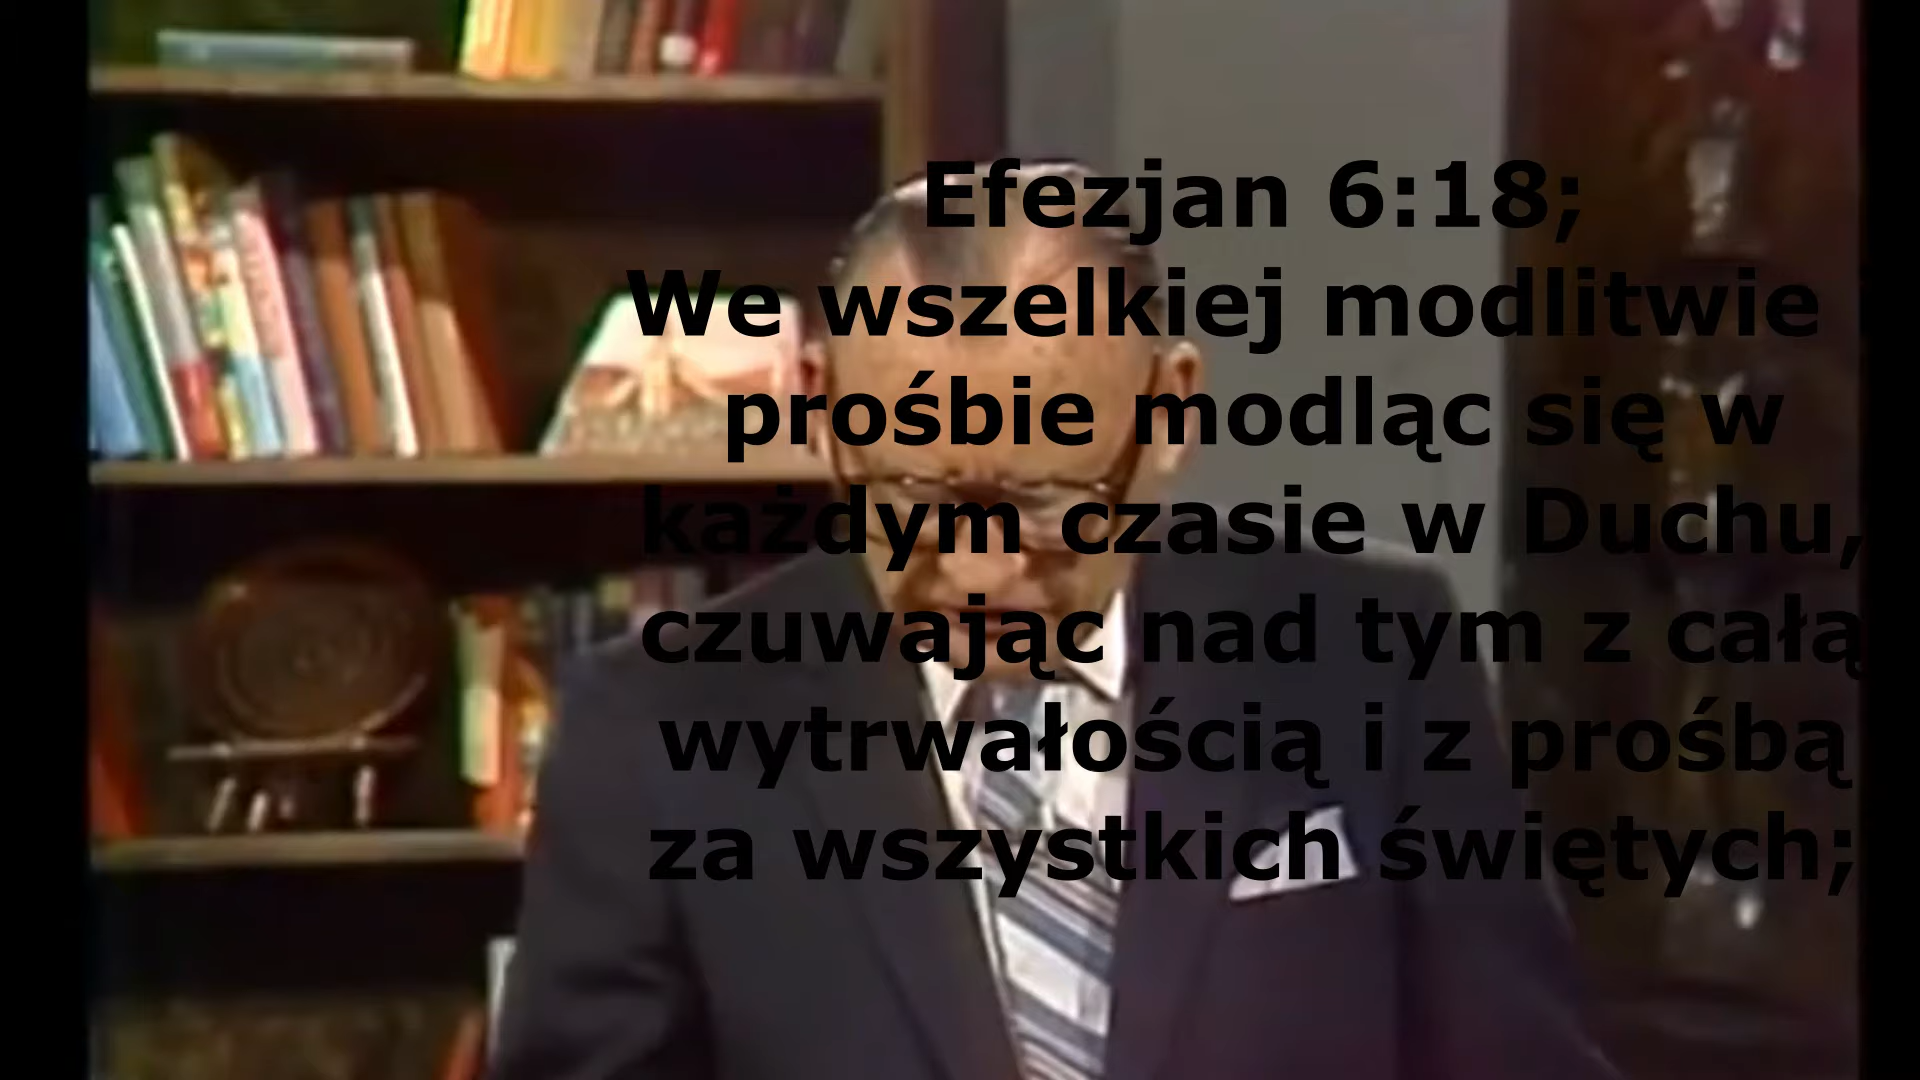 Efezjan 6:18;
We wszelkiej modlitwie i
prośbie modląc się w
każdym czasie w Duchu,
czuwając nad tym z całą
wytrwałością i z prośbą
za wszystkich świętych;